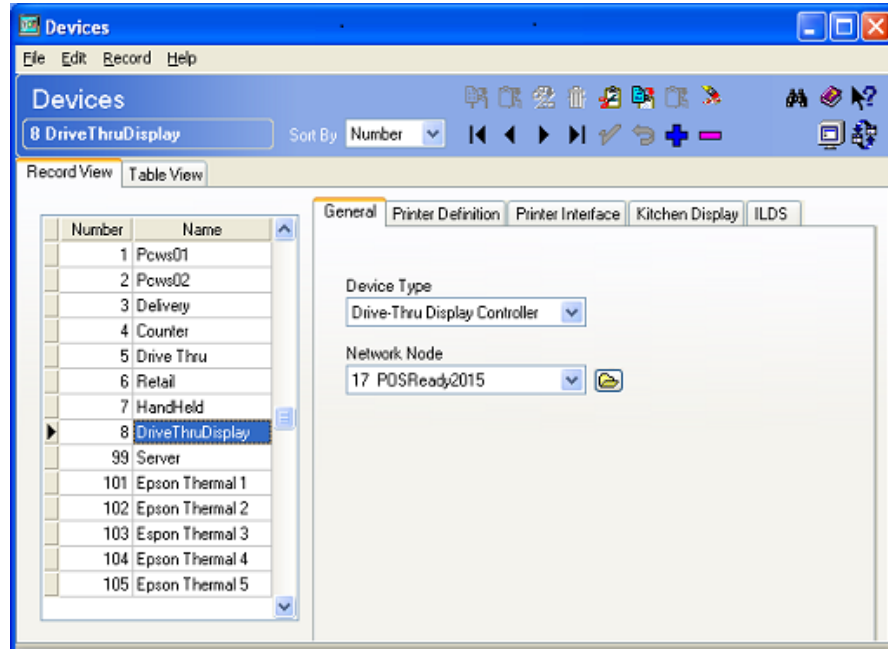 Devices
File Edit Record Help
Devices
8 DriveThruDisplay Sort By Number
Record View Table View
General Printer Definition Printer Interface Kitchen Display ILDS
Number Name
1 Pcws01
2 Pcws02
3 Delivery
4 Counter
5 Drive Thru
6 Retail
7 HandHeld
8 DriveThruDisplay
99 Server
101 Epson Thermal 1
102 Epson Thermal 2
103 Espon Thermal 3
104 Epson Thermal 4
105 Epson Thermal 5
Device Type
Drive-Thru Display Controller
Network Node
17 POSReady2015